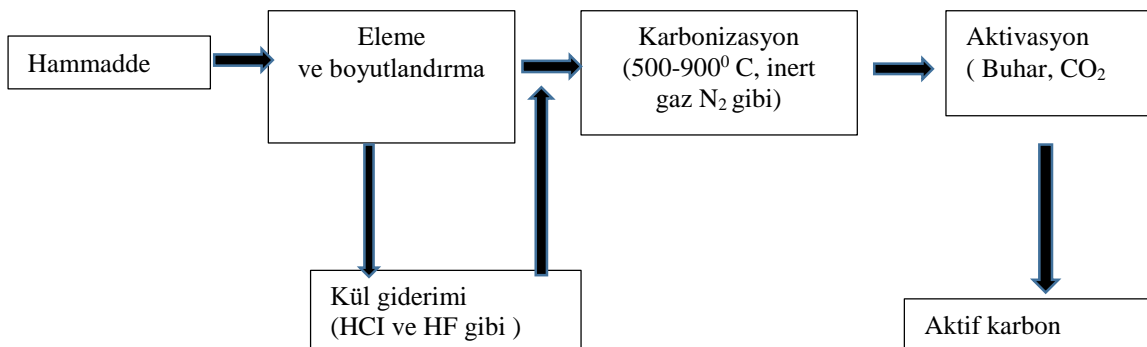 Hammadde
Eleme
ve boyutlandırma
Karbonizasyon
(500-900⁰ C, inert
gaz N₂ gibi)
Aktivasyon
( Buhar, CO₂
Kül giderimi
(HCI ve HF gibi )
Aktif karbon